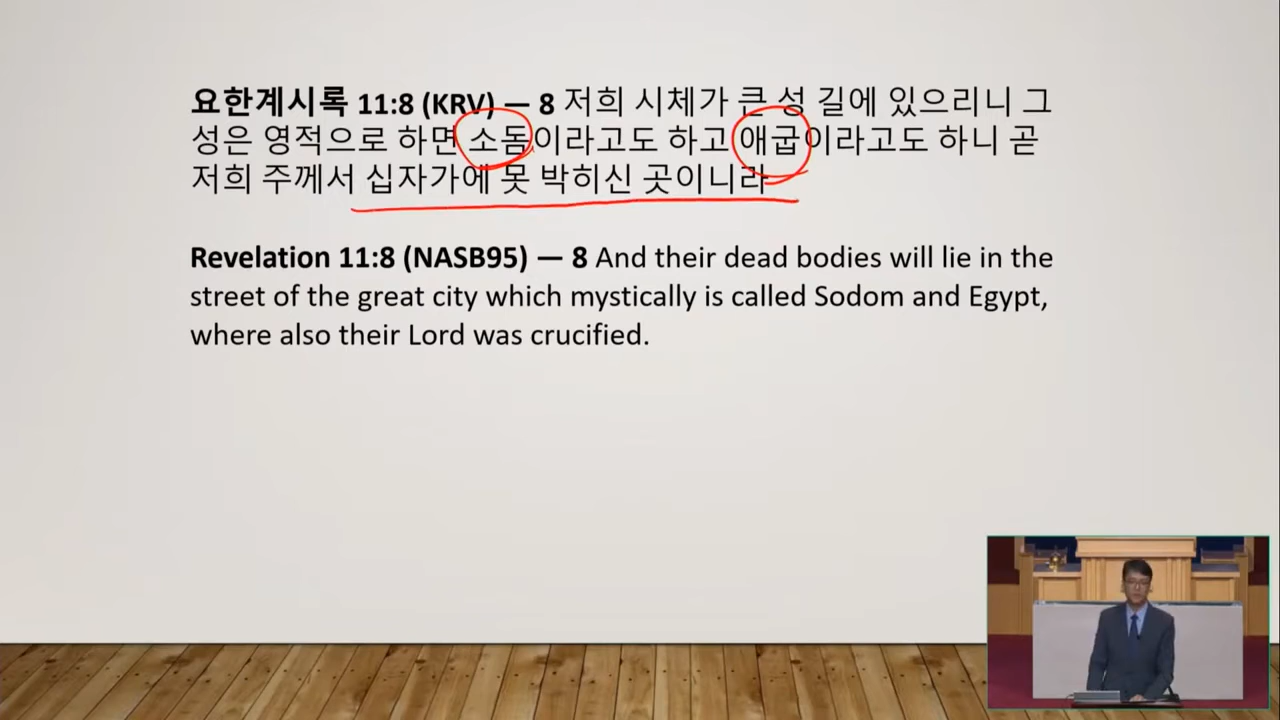 요한계시록 11:8 (KRV) — 8 저희 시체가 큰 성 길에 있으리니 그
성은 영적으로 하면 소돔이라고도 하고 애굽이라고도 하니 곧
저희 주께서 십자가에 못 박히신 곳이니라
Revelation 11:8 (NASB95) — 8 And their dead bodies will lie in the
street of the great city which mystically is called Sodom and Egypt,
where also their Lord was crucified.